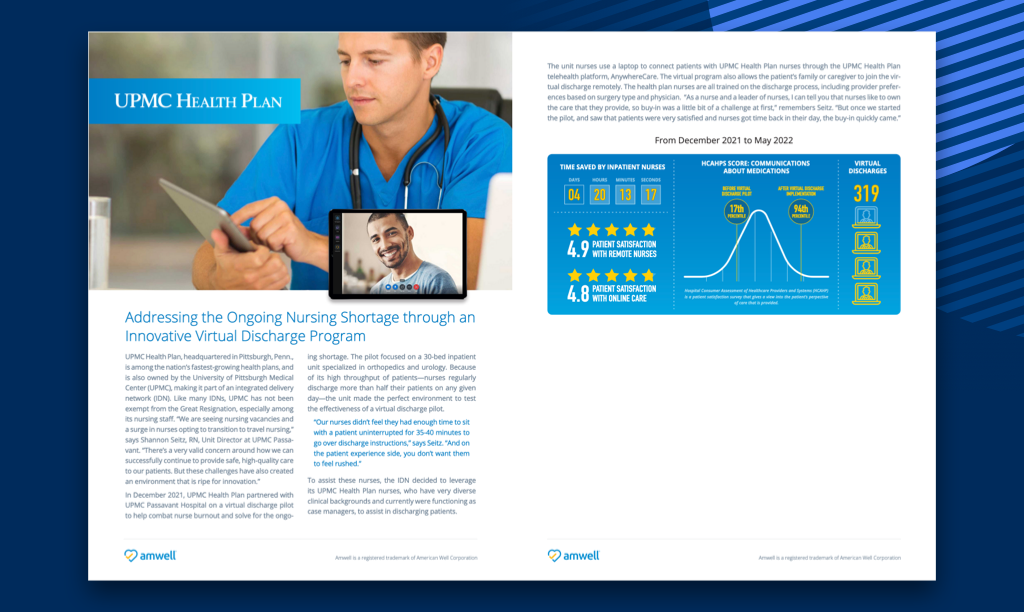 UPMC HEALTH PLAN
Addressing the Ongoing Nursing Shortage through an
Innovative Virtual Discharge Program
UPMC Health Plan, headquartered in Pittsburgh, Penn.,
is among the nation's fastest-growing health plans, and
is also owned by the University of Pittsburgh Medical
Center (UPMC), making it part of an integrated delivery
network (IDN). Like many IDNs, UPMC has not been
exempt from the Great Resignation, especially among
its nursing staff. "We are seeing nursing vacancies and
a surge in nurses opting to transition to travel nursing,"
says Shannon Seitz, RN, Unit Director at UPMC Passa-
vant. "There's a very valid concern around how we can
successfully continue to provide safe, high-quality care
to our patients. But these challenges have also created
an environment that is ripe for innovation."
In December 2021, UPMC Health Plan partnered with
UPMC Passavant Hospital on a virtual discharge pilot
to help combat nurse burnout and solve for the ongo-
ing shortage. The pilot focused on a 30-bed inpatient
unit specialized in orthopedics and urology. Because
of its high throughput of patients—nurses regularly
discharge more than half their patients on any given
day—the unit made the perfect environment to test
the effectiveness of a virtual discharge pilot.
"Our nurses didn't feel they had enough time to sit
with a patient uninterrupted for 35-40 minutes to
go over discharge instructions," says Seitz. "And on
the patient experience side, you don't want them
to feel rushed."
To assist these nurses, the IDN decided to leverage
its UPMC Health Plan nurses, who have very diverse
clinical backgrounds and currently were functioning as
case managers, to assist in discharging patients.
amwell
Amwell is a registered trademark of American Well Corporation
The unit nurses use a laptop to connect patients with UPMC Health Plan nurses through the UPMC Health Plan
telehealth platform, AnywhereCare. The virtual program also allows the patient's family or caregiver to join the vir-
tual discharge remotely. The health plan nurses are all trained on the discharge process, including provider prefer-
ences based on surgery type and physician. "As a nurse and a leader of nurses, I can tell you that nurses like to own
the care that they provide, so buy-in was a little bit of a challenge at first," remembers Seitz. "But once we started
the pilot, and saw that patients were very satisfied and nurses got time back in their day, the buy-in quickly came."
From December 2021 to May 2022
TIME SAVED BY INPATIENT NURSES
DAYS HOURS MINUTES SECONDS
04 20 13 17
4.9 PATIENT SATISFACTION
WITH REMOTE NURSES
4.8 PATIENT SATISFACTION
WITH ONLINE CARE
HCAHPS SCORE: COMMUNICATIONS
ABOUT MEDICATIONS
BEFORE VIRTUAL
DISCHARGE PILOT
17th
PERCENTILE
AFTER VIRTUAL DISCHARGE
IMPLEMENTATION
94th
PERCENTILE
Hospital Consumer Assessment of Healthcare Providers and Systems (HCAHP)
is a patient satisfaction survey that gives a view into the patient's perspective
of care that is provided.
VIRTUAL
DISCHARGES
319
amwell
Amwell is a registered trademark of American Well Corporation